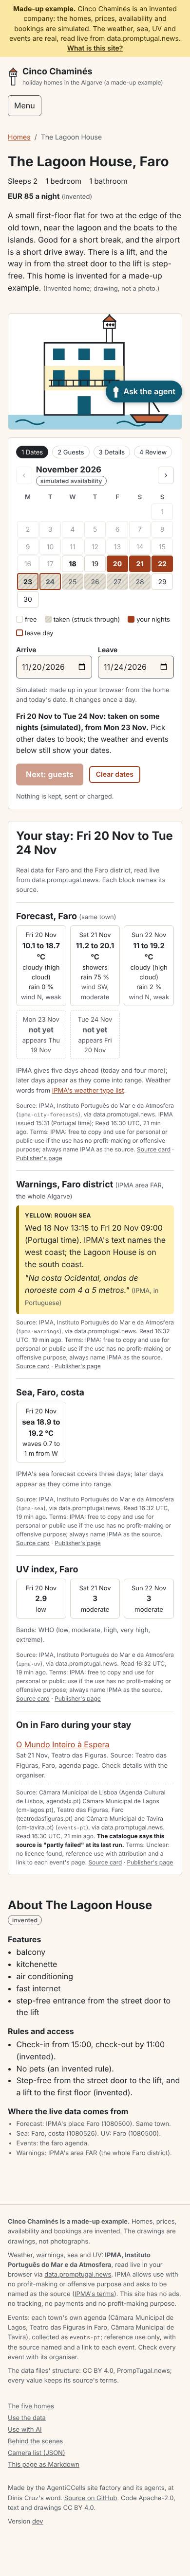 Made-up example. Cinco Chaminés is an invented company: the homes, prices, availability and bookings are simulated. The weather, sea, UV and events are real, read live from data.promptugal.news. What is this site?
Cinco Chaminés
holiday homes in the Algarve (a made-up example)
Menu
Homes / The Lagoon House
The Lagoon House, Faro
Sleeps 2 1 bedroom 1 bathroom
EUR 85 a night (invented)
A small first-floor flat for two at the edge of the old town, near the lagoon and the boats to the islands. Good for a short break, and the airport is a short drive away. There is a lift, and the way in from the street door to the lift is step-free. This home is invented for a made-up example. (Invented home; drawing, not a photo.)
Ask the agent
1 Dates 2 Guests 3 Details 4 Review
‹ November 2026 ›
simulated availability
M T W T F S S
1
2 3 4 5 6 7 8
9 10 11 12 13 14 15
16 17 18 19 20 21 22
23 24 25 26 27 28 29
30
free taken (struck through) your nights
leave day
Arrive Leave
11/20/2026 11/24/2026
Simulated: made up in your browser from the home and today's date. It changes once a day.
Fri 20 Nov to Tue 24 Nov: taken on some nights (simulated), from Mon 23 Nov. Pick other dates to book; the weather and events below still show your dates.
Next: guests Clear dates
Nothing is kept, sent or charged.
Your stay: Fri 20 Nov to Tue 24 Nov
Real data for Faro and the Faro district, read live from data.promptugal.news. Each block names its source.
Forecast, Faro (same town)
Fri 20 Nov
10.1 to 18.7 °C
cloudy (high cloud)
rain 0 %
wind N, weak
Sat 21 Nov
11.2 to 20.1 °C
showers
rain 75 %
wind SW, moderate
Sun 22 Nov
11 to 19.2 °C
cloudy (high cloud)
rain 2 %
wind N, weak
Mon 23 Nov
not yet
appears Thu 19 Nov
Tue 24 Nov
not yet
appears Fri 20 Nov
IPMA gives five days ahead (today and four more); later days appear as they come into range. Weather words from IPMA's weather type list.
Source: IPMA, Instituto Português do Mar e da Atmosfera (ipma-city-forecasts), via data.promptugal.news. IPMA issued 15:31 (Portugal time); Read 16:30 UTC, 21 min ago. Terms: IPMA: free to copy and use for personal or public use if the use has no profit-making or offensive purpose; always name IPMA as the source. Source card · Publisher's page
Warnings, Faro district (IPMA area FAR, the whole Algarve)
YELLOW: ROUGH SEA
Wed 18 Nov 13:15 to Fri 20 Nov 09:00 (Portugal time). IPMA's text names the west coast; the Lagoon House is on the south coast.
"Na costa Ocidental, ondas de noroeste com 4 a 5 metros." (IPMA, in Portuguese)
Source: IPMA, Instituto Português do Mar e da Atmosfera (ipma-warnings), via data.promptugal.news. Read 16:32 UTC, 19 min ago. Terms: IPMA: free to copy and use for personal or public use if the use has no profit-making or offensive purpose; always name IPMA as the source. Source card · Publisher's page
Sea, Faro, costa
Fri 20 Nov
sea 18.9 to 19.2 °C
waves 0.7 to 1 m from W
IPMA's sea forecast covers three days; later days appear as they come into range.
Source: IPMA, Instituto Português do Mar e da Atmosfera (ipma-sea), via data.promptugal.news. Read 16:32 UTC, 19 min ago. Terms: IPMA: free to copy and use for personal or public use if the use has no profit-making or offensive purpose; always name IPMA as the source. Source card · Publisher's page
UV index, Faro
Fri 20 Nov
2.9
low
Sat 21 Nov
3
moderate
Sun 22 Nov
3
moderate
Bands: WHO (low, moderate, high, very high, extreme).
Source: IPMA, Instituto Português do Mar e da Atmosfera (ipma-uv), via data.promptugal.news. Read 16:32 UTC, 19 min ago. Terms: IPMA: free to copy and use for personal or public use if the use has no profit-making or offensive purpose; always name IPMA as the source. Source card · Publisher's page
On in Faro during your stay
O Mundo Inteiro à Espera
Sat 21 Nov, Teatro das Figuras. Source: Teatro das Figuras, Faro, agenda page. Check details with the organiser.
Source: Câmara Municipal de Lisboa (Agenda Cultural de Lisboa, agendalx.pt) Câmara Municipal de Lagos (cm-lagos.pt), Teatro das Figuras, Faro (teatrodasfiguras.pt) and Câmara Municipal de Tavira (cm-tavira.pt) (events-pt), via data.promptugal.news. Read 16:30 UTC, 21 min ago. The catalogue says this source is "partly failed" at its last run. Terms: Unclear: no licence found; reference use with attribution and a link to each event's page. Source card · Publisher's page
About The Lagoon House
invented
Features
• balcony
• kitchenette
• air conditioning
• fast internet
• step-free entrance from the street door to the lift
Rules and access
• Check-in from 15:00, check-out by 11:00 (invented).
• No pets (an invented rule).
• Step-free from the street door to the lift, and a lift to the first floor (invented).
Where the live data comes from
• Forecast: IPMA's place Faro (1080500). Same town.
• Sea: Faro, costa (1080526). UV: Faro (1080500).
• Events: the Faro agenda.
• Warnings: IPMA's area FAR (the whole Faro district).
Cinco Chaminés is a made-up example. Homes, prices, availability and bookings are invented. The drawings are drawings, not photographs.
Weather, warnings, sea and UV: IPMA, Instituto Português do Mar e da Atmosfera, read live in your browser via data.promptugal.news. IPMA allows use with no profit-making or offensive purpose and asks to be named as the source (IPMA's terms). This site has no ads, no tracking, no payments and no profit-making purpose.
Events: each town's own agenda (Câmara Municipal de Lagos, Teatro das Figuras in Faro, Câmara Municipal de Tavira), collected as events-pt; reference use only, with the source named and a link to each event. Check every event with its organiser.
The data files' structure: CC BY 4.0, PrompTugal.news; every value keeps its source's terms.
The five homes
Use the data
Use with AI
Behind the scenes
Camera list (JSON)
This page as Markdown
Made by the AgentICCells site factory and its agents, at Dinis Cruz's word. Source on GitHub. Code Apache-2.0, text and drawings CC BY 4.0.
Version dev